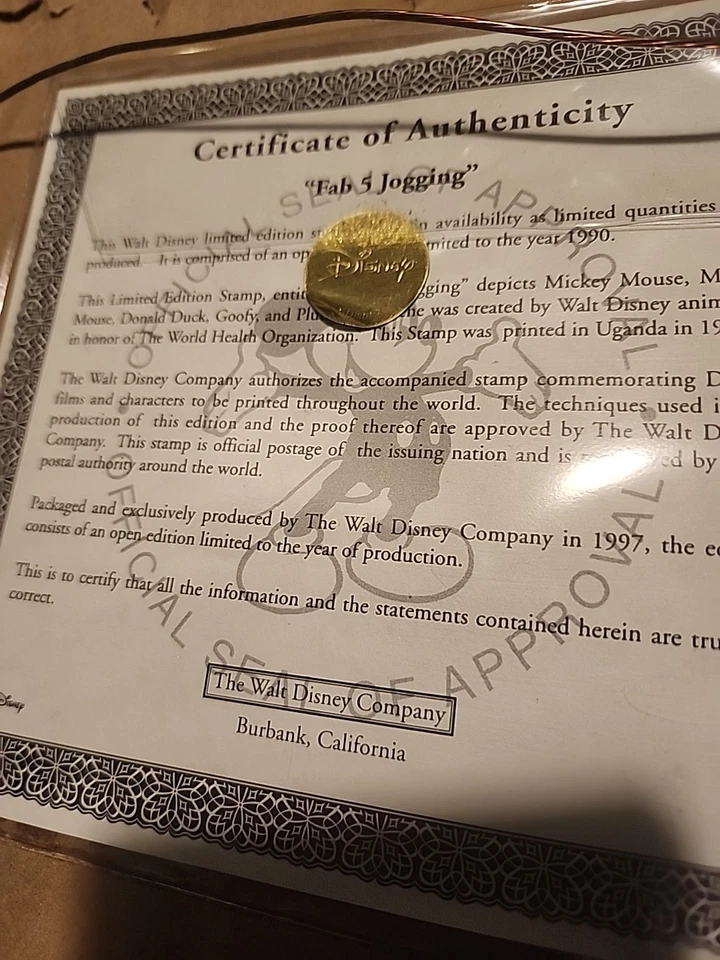 Certificate of Authenticity
"Fab 5 Jogging"
This Walt Disney limited edition availability as limited quantities
produced. It is comprised of an op mited to the year 1990.
This Limited Edition Stamp, enti gging" depicts Mickey Mouse, M
Mouse, Donald Duck, Goofy, and Plu he was created by Walt Disney anim
in honor of The World Health Organization. This Stamp was printed in Uganda in 19
The Walt Disney Company authorizes the accompanied stamp commemorating D
films and characters to be printed throughout the world. The techniques used i
production of this edition and the proof thereof are approved by The Walt D
Company. This stamp is official postage of the issuing nation and is ed by
postal authority around the world.
Packaged and exclusively produced by The Walt Disney Company in 1997, the e
consists of an open edition limited to the year of production.
This is to certify that all the information and the statements contained herein are tru
correct.
The Walt Disney Company
Burbank, California
Disney
Disney
OFFICIAL SEAL OF APPROVAL